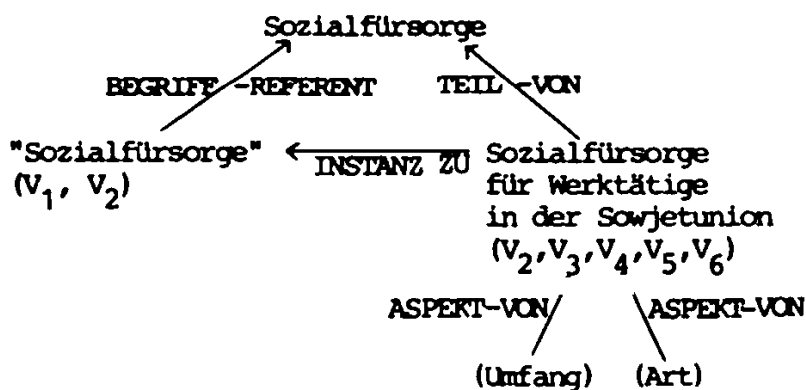 Sozialfürsorge
BEGRIFF-REFERENT TEIL-VON
"Sozialfürsorge" INSTANZ ZU Sozialfürsorge
(V₁, V₂) für Werktätige
in der Sowjetunion
(V₂,V₃,V₄,V₅,V₆)
ASPEKT-VON ASPEKT-VON
(Umfang) (Art)